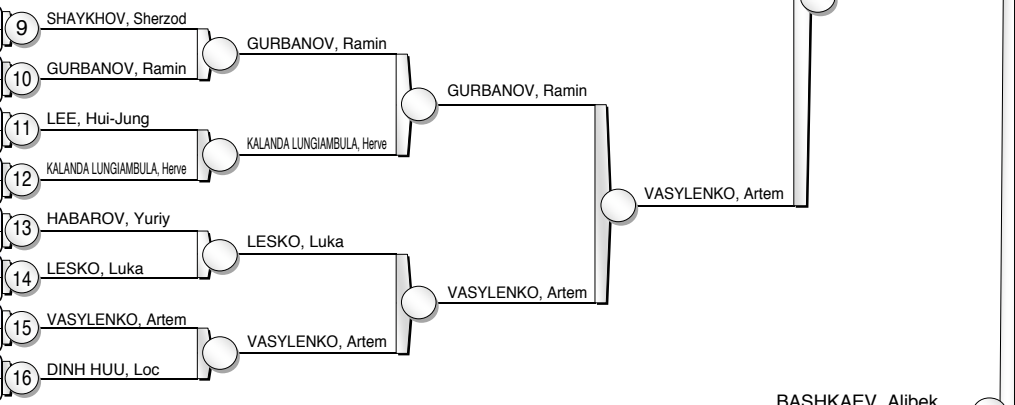 9 SHAYKHOV, Sherzod
10 GURBANOV, Ramin
GURBANOV, Ramin
11 LEE, Hui-Jung
12 KALANDA LUNGIAMBULA, Herve
KALANDA LUNGIAMBULA, Herve
GURBANOV, Ramin
13 HABAROV, Yuriy
14 LESKO, Luka
LESKO, Luka
15 VASYLENKO, Artem
16 DINH HUU, Loc
VASYLENKO, Artem
VASYLENKO, Artem
VASYLENKO, Artem
BASHKAEV, Alibek